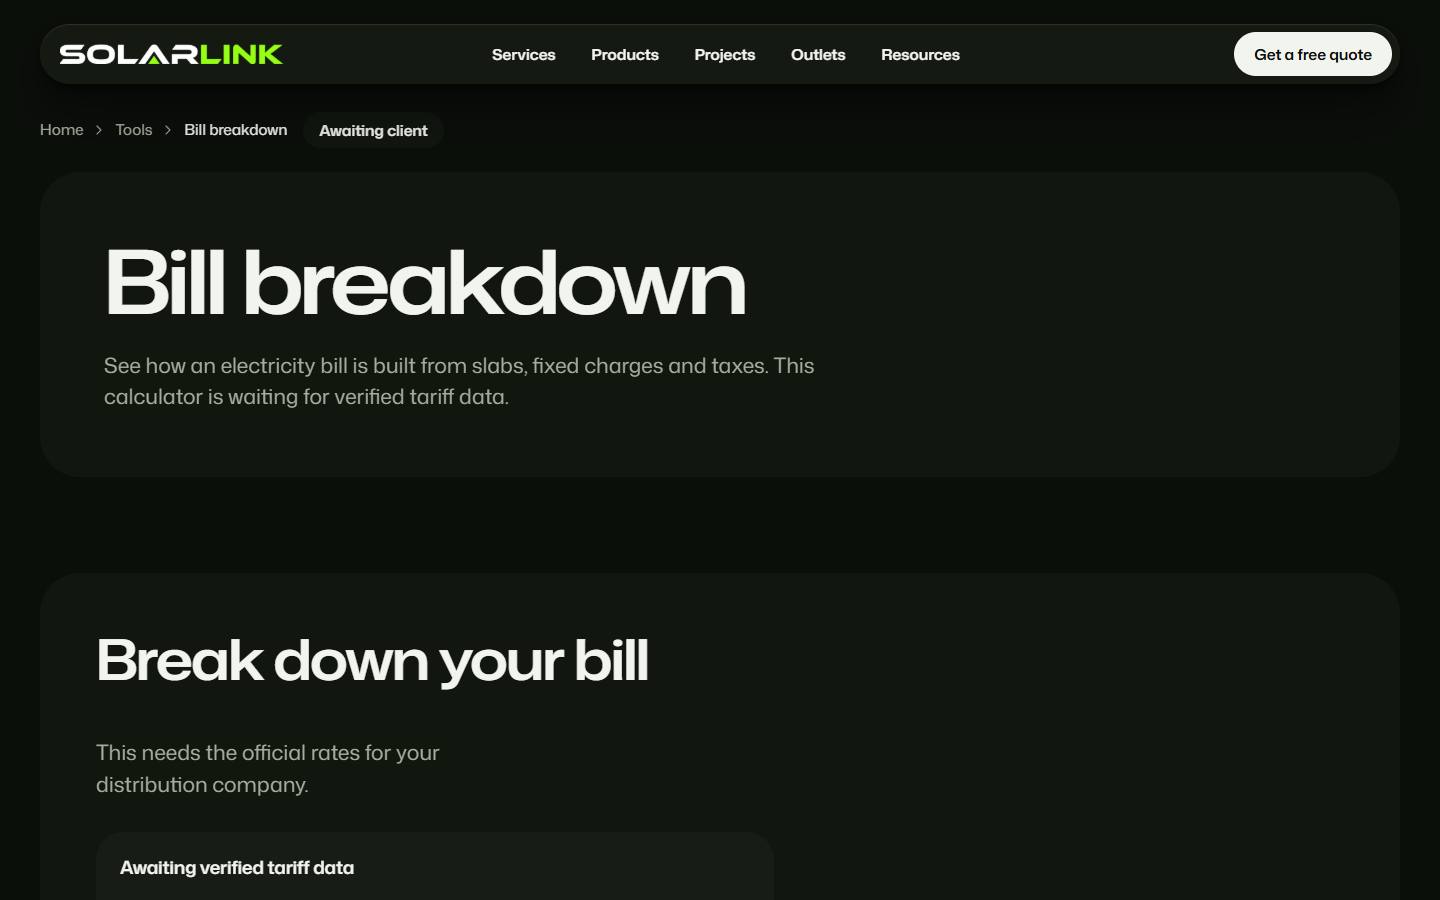 SOLARLINK
Services
Products
Projects
Outlets
Resources
Get a free quote
Home
Tools
Bill breakdown
Awaiting client
Bill breakdown
See how an electricity bill is built from slabs, fixed charges and taxes. This
calculator is waiting for verified tariff data.
Break down your bill
This needs the official rates for your
distribution company.
Awaiting verified tariff data